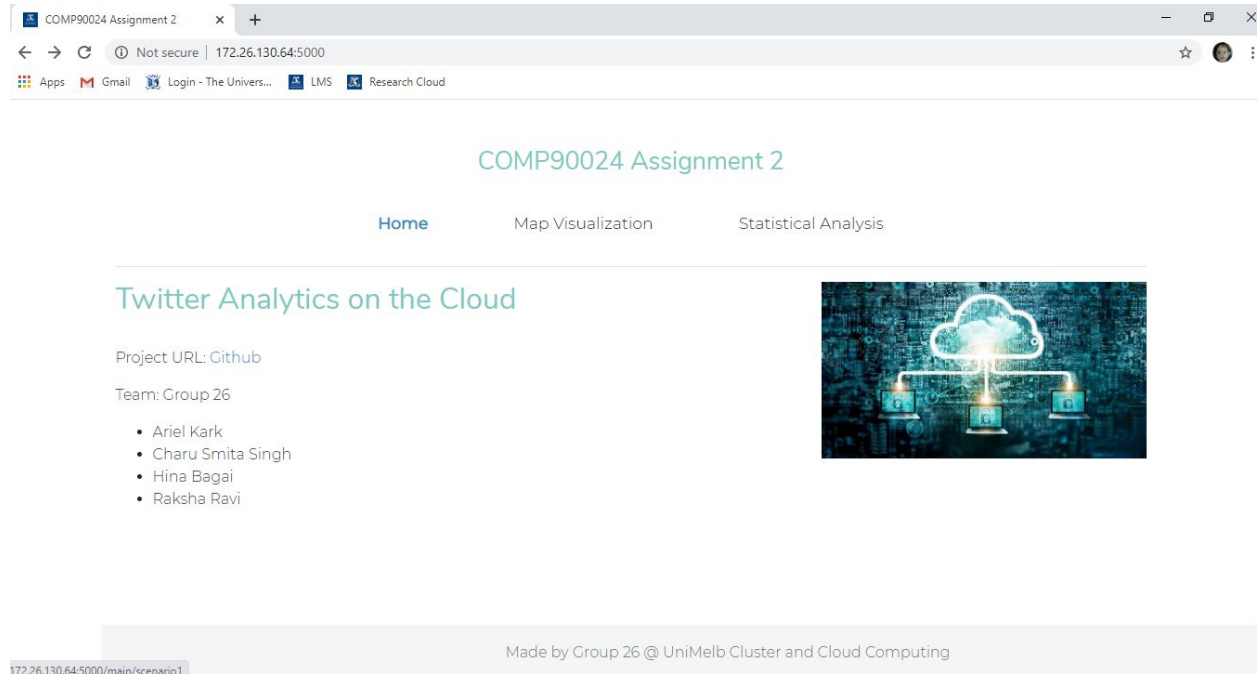 COMP90024 Assignment 2
Not secure | 172.26.130.64:5000
Apps Gmail Login - The Univers... LMS Research Cloud
COMP90024 Assignment 2
Home Map Visualization Statistical Analysis
Twitter Analytics on the Cloud
Project URL: Github
Team: Group 26
• Ariel Kark
• Charu Smita Singh
• Hina Bagai
• Raksha Ravi
Made by Group 26 @ UniMelb Cluster and Cloud Computing
172.26.130.64:5000/main/scenario1